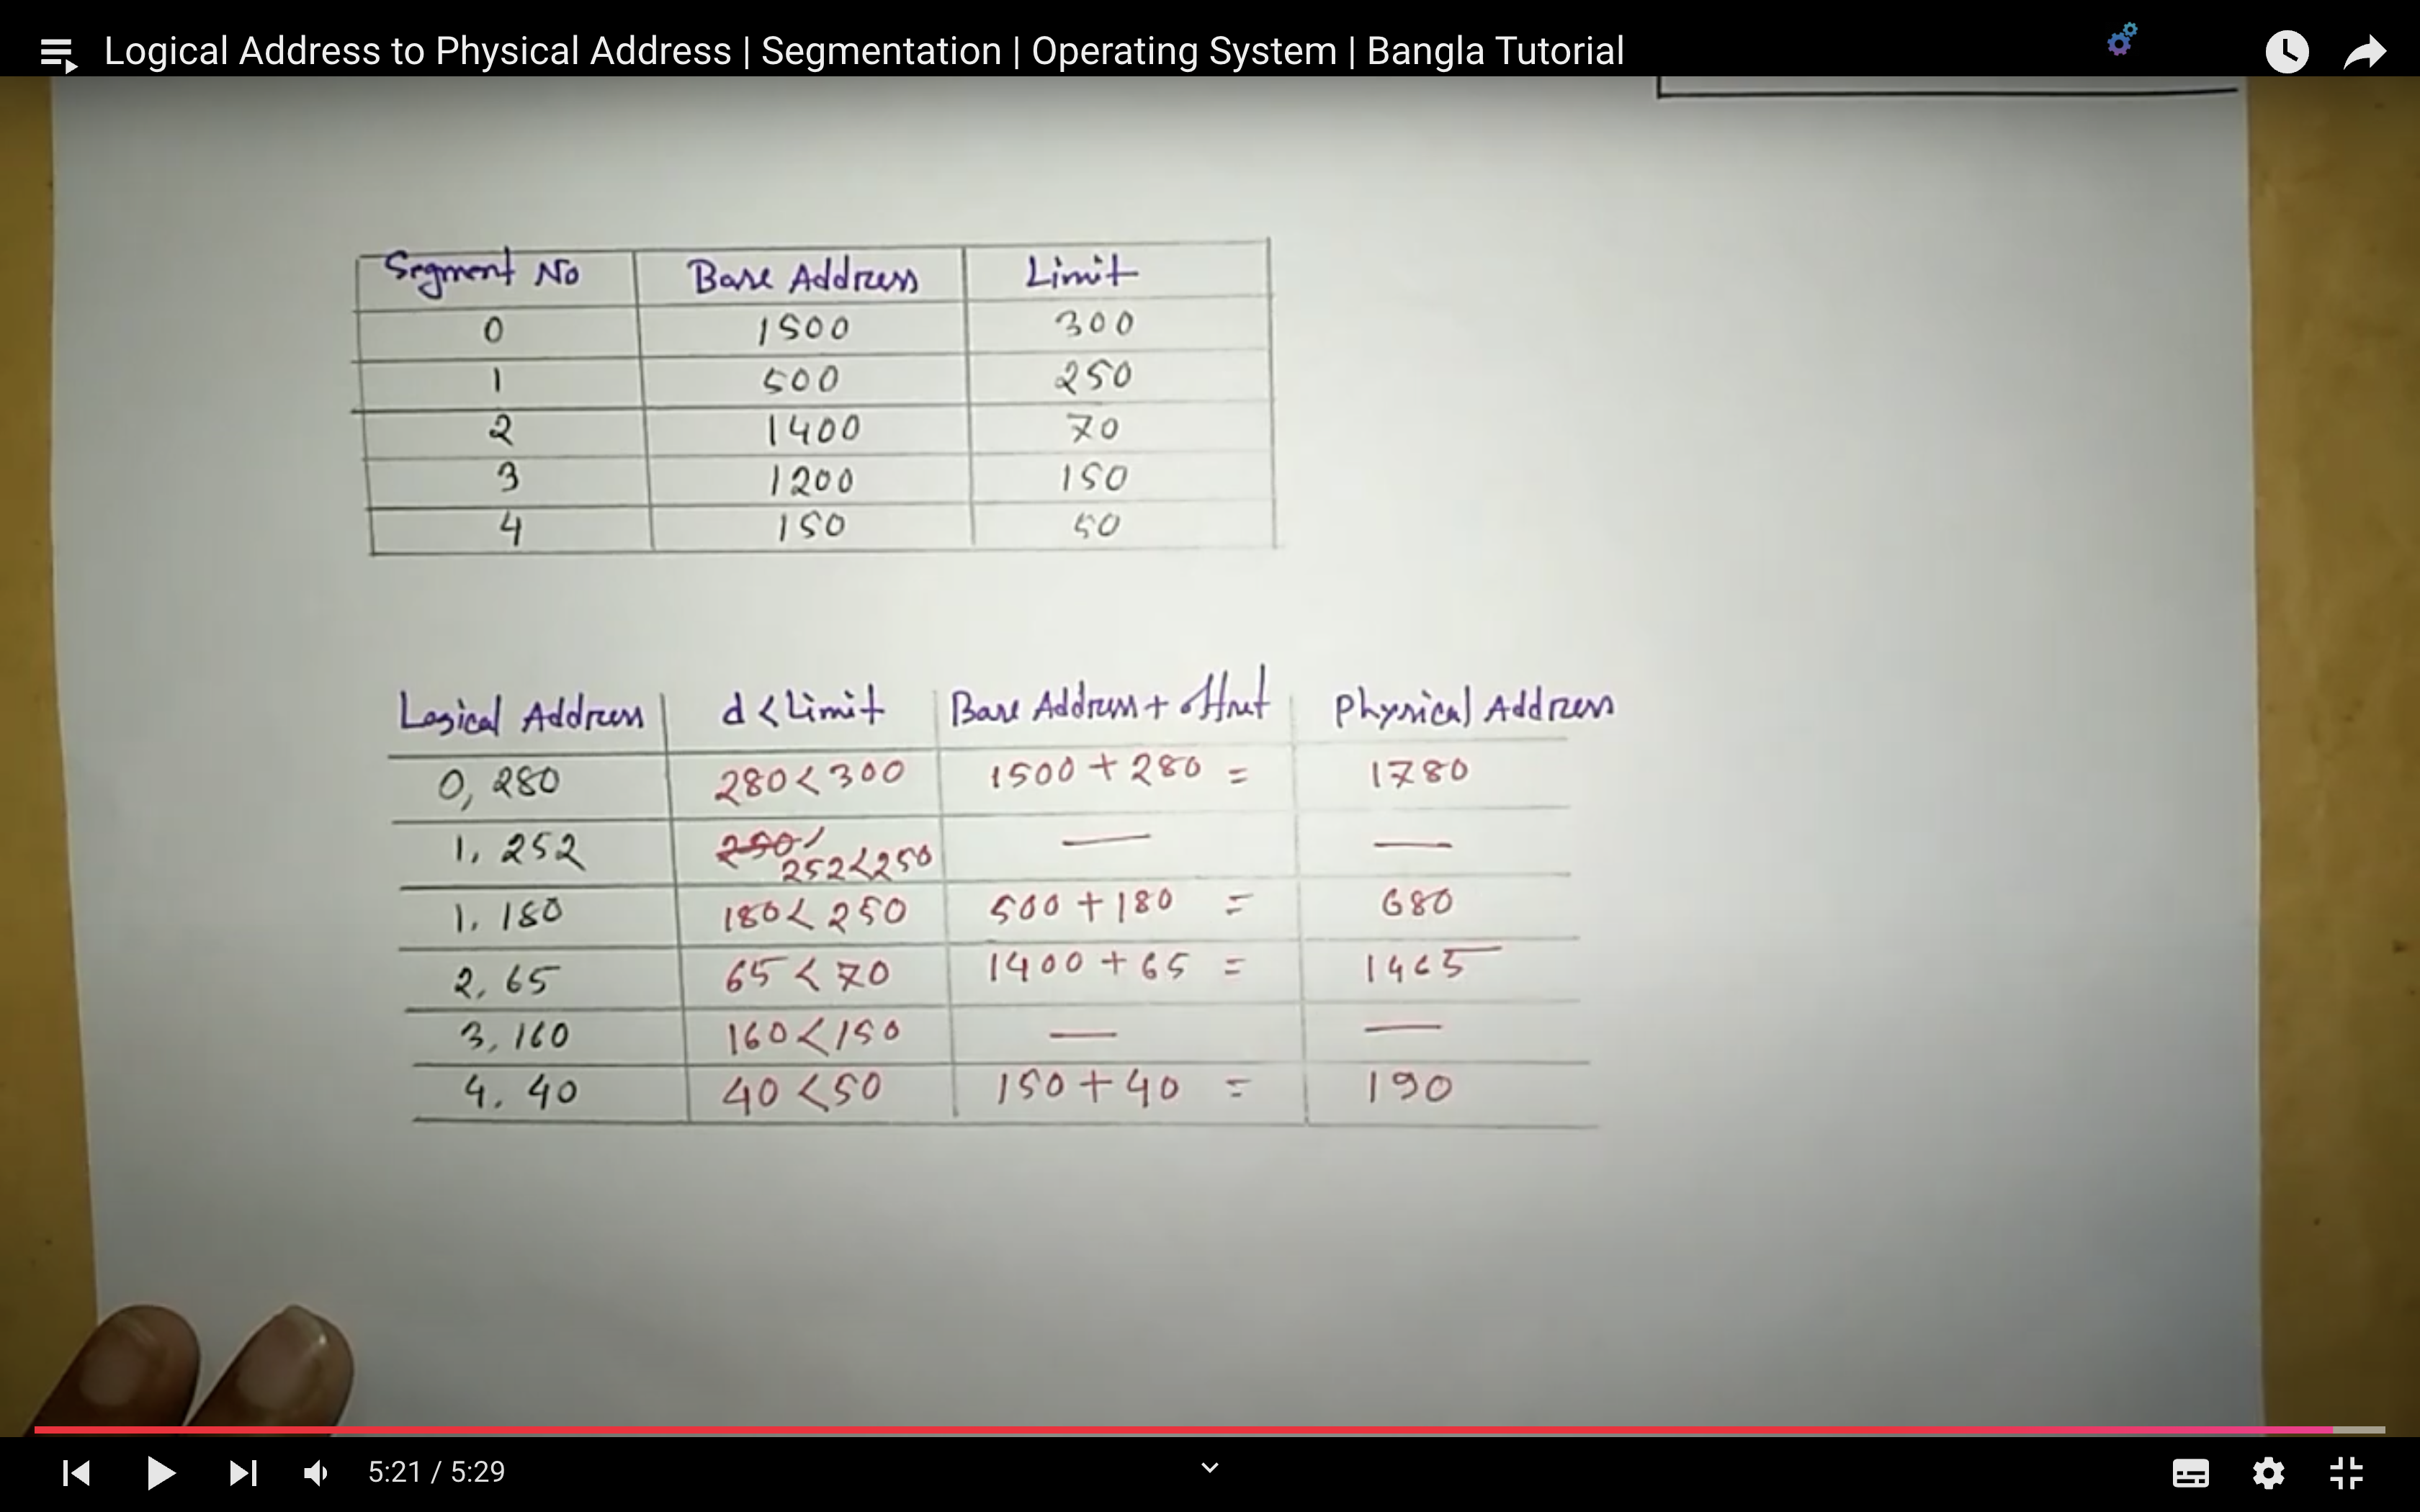 Logical Address to Physical Address | Segmentation | Operating System | Bangla Tutorial
Segment No Base Address Limit
0 1500 300
1 500 250
2 1400 70
3 1200 150
4 150 50
Logical Address d < Limit Base Address + offset Physical Address
0, 280 280 < 300 1500 + 280 = 1780
1, 252 250 252 < 250 — —
1, 180 180 < 250 500 + 180 = 680
2, 65 65 < 70 1400 + 65 = 1465
3, 160 160 < 150 — —
4, 40 40 < 50 150 + 40 = 190
5:21 / 5:29